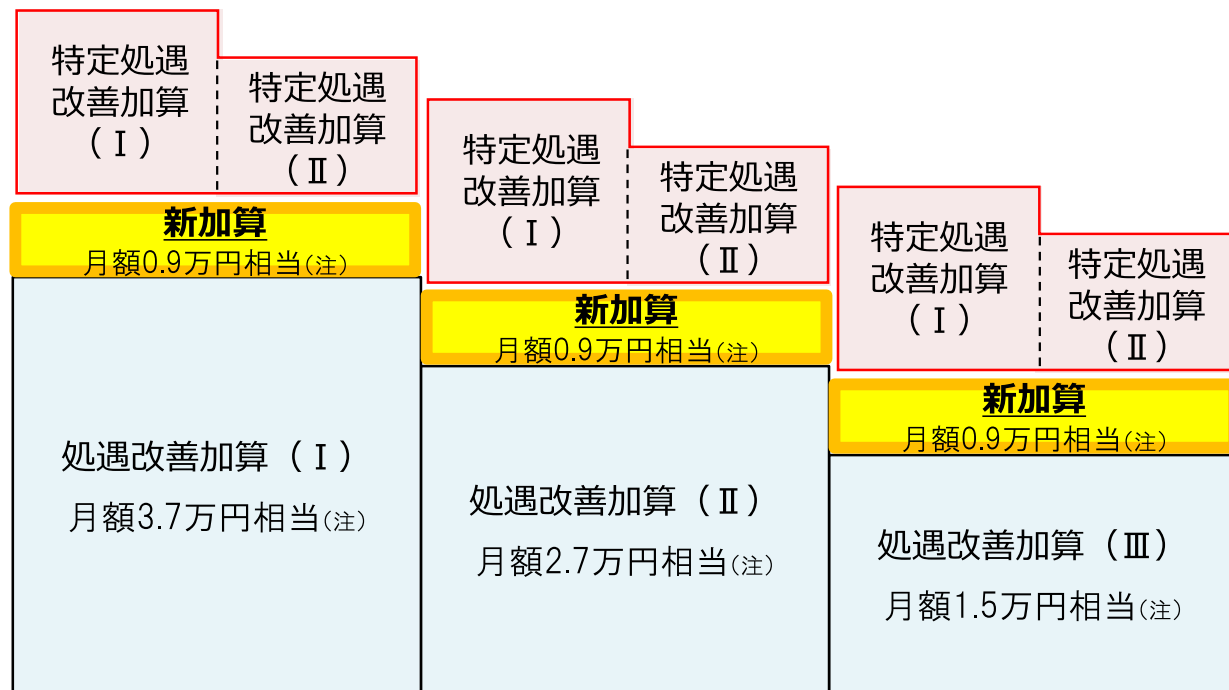 特定処遇
改善加算
（Ⅰ）
特定処遇
改善加算
（Ⅱ）
新加算
月額0.9万円相当(注)
処遇改善加算（Ⅰ）
月額3.7万円相当(注)
特定処遇
改善加算
（Ⅰ）
特定処遇
改善加算
（Ⅱ）
新加算
月額0.9万円相当(注)
処遇改善加算（Ⅱ）
月額2.7万円相当(注)
特定処遇
改善加算
（Ⅰ）
特定処遇
改善加算
（Ⅱ）
新加算
月額0.9万円相当(注)
処遇改善加算（Ⅲ）
月額1.5万円相当(注)